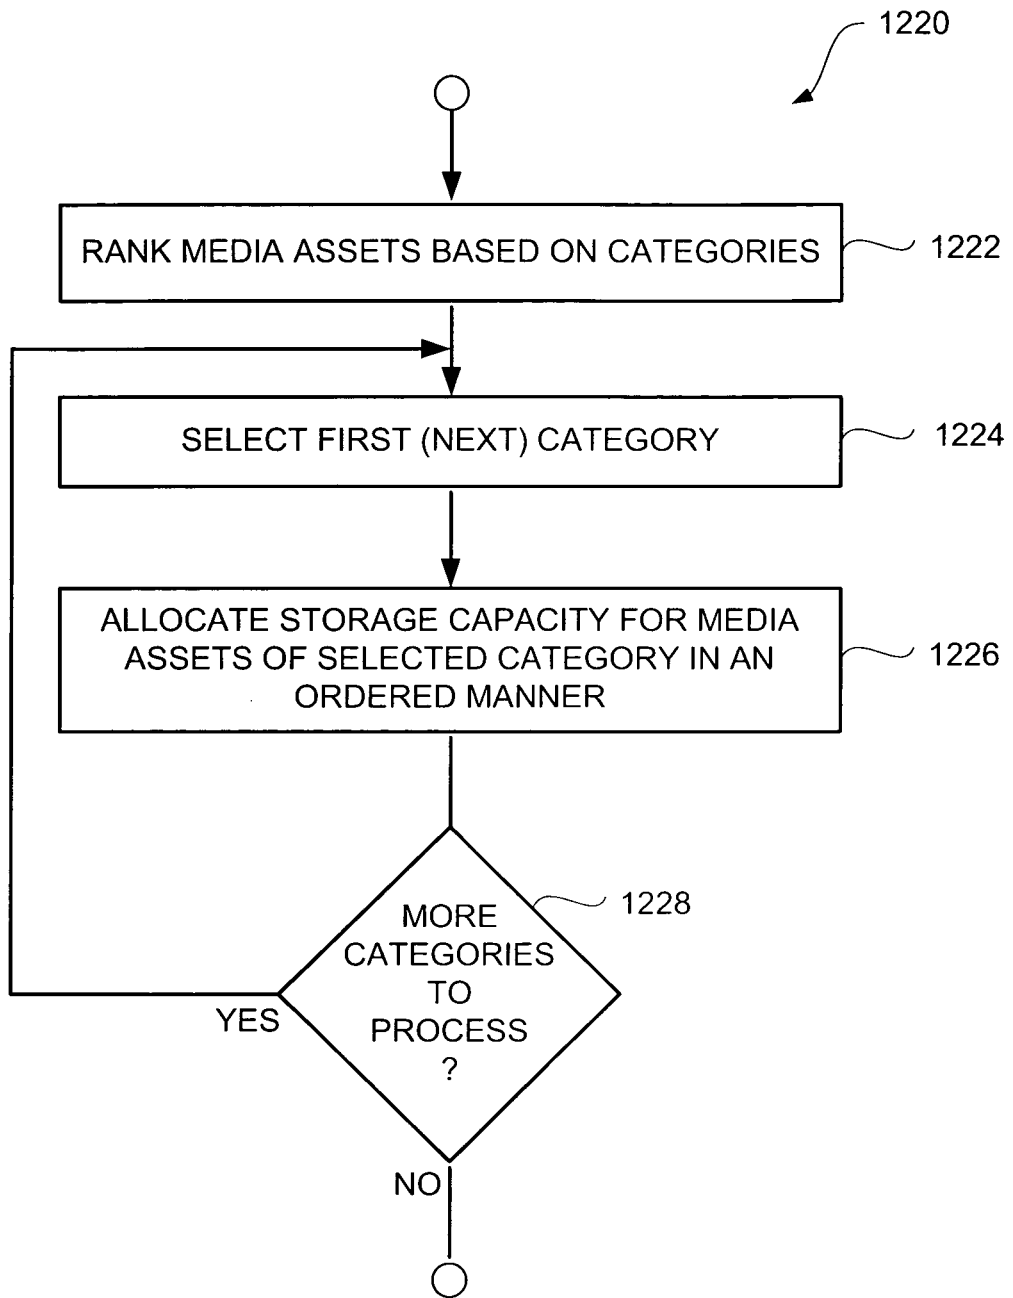 1220
RANK MEDIA ASSETS BASED ON CATEGORIES
1222
SELECT FIRST (NEXT) CATEGORY
1224
ALLOCATE STORAGE CAPACITY FOR MEDIA
ASSETS OF SELECTED CATEGORY IN AN
ORDERED MANNER
1226
MORE
CATEGORIES
TO
PROCESS
?
1228
YES
NO